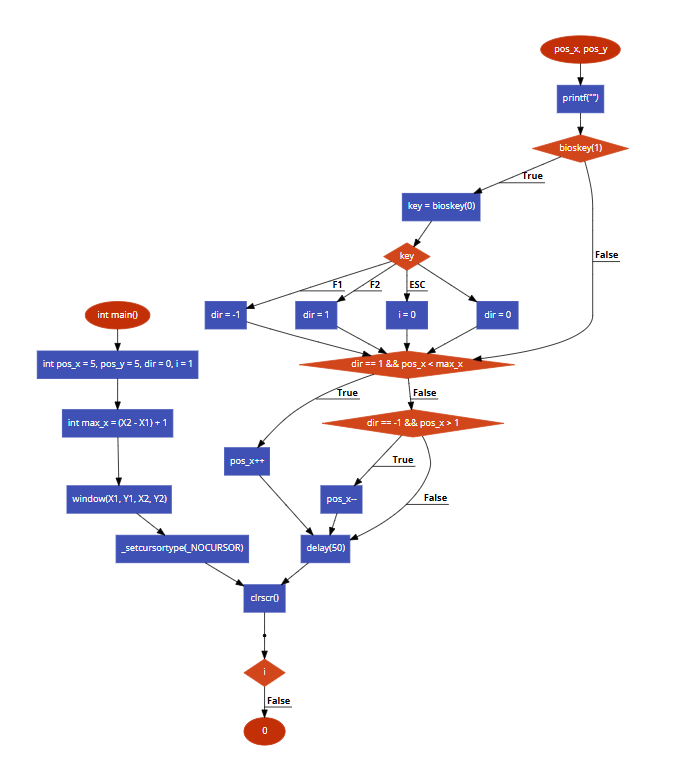 pos_x, pos_y
printf("")
bioskey(1)
True
key = bioskey(0)
False
key
F1
F2
ESC
int main()
dir = -1
dir = 1
i = 0
dir = 0
int pos_x = 5, pos_y = 5, dir = 0, i = 1
dir == 1 && pos_x < max_x
True
False
int max_x = (X2 - X1) + 1
dir == -1 && pos_x > 1
pos_x++
True
window(X1, Y1, X2, Y2)
pos_x--
False
_setcursortype(_NOCURSOR)
delay(50)
clrscr()
i
False
0